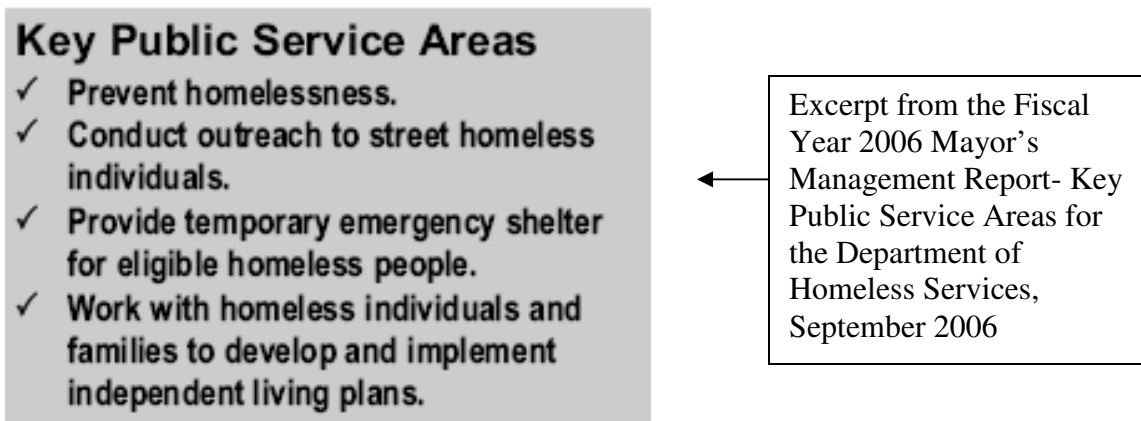 Key Public Service Areas
✓ Prevent homelessness.
✓ Conduct outreach to street homeless
individuals.
✓ Provide temporary emergency shelter
for eligible homeless people.
✓ Work with homeless individuals and
families to develop and implement
independent living plans.
Excerpt from the Fiscal
Year 2006 Mayor's
Management Report- Key
Public Service Areas for
the Department of
Homeless Services,
September 2006